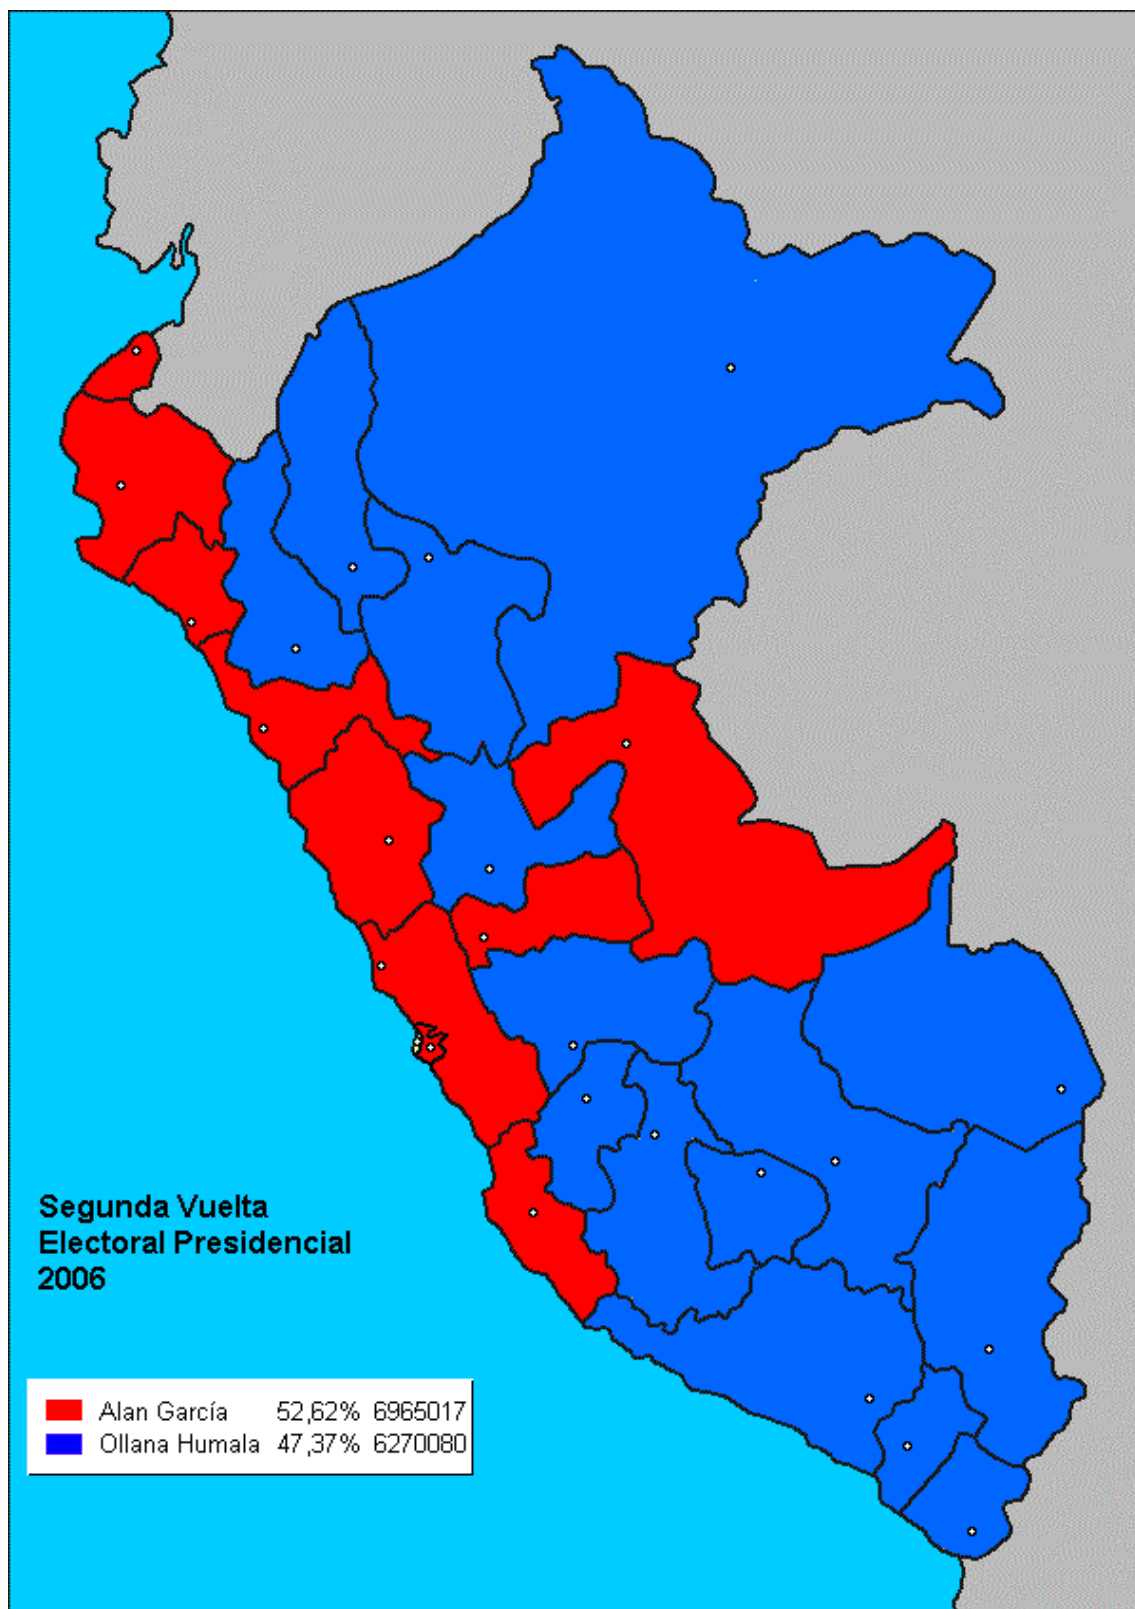 Segunda Vuelta
Electoral Presidencial
2006
Alan García 52,62% 6965017
Ollana Humala 47,37% 6270080